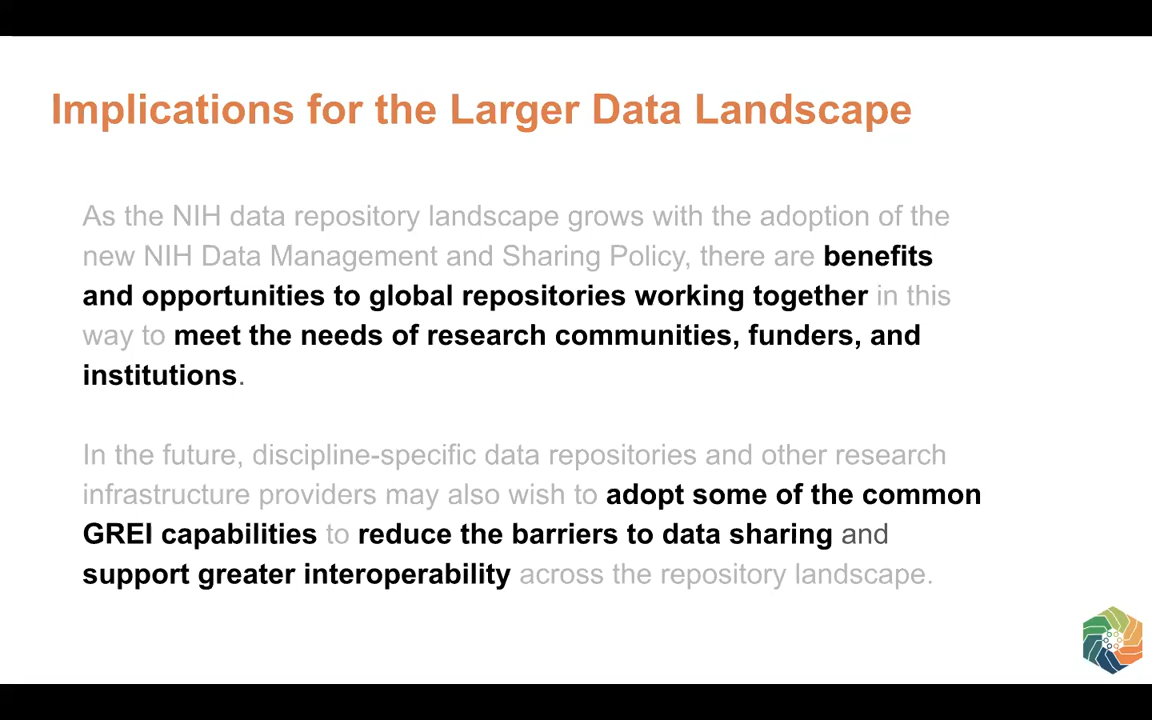 Implications for the Larger Data Landscape
As the NIH data repository landscape grows with the adoption of the
new NIH Data Management and Sharing Policy, there are benefits
and opportunities to global repositories working together in this
way to meet the needs of research communities, funders, and
institutions.
In the future, discipline-specific data repositories and other research
infrastructure providers may also wish to adopt some of the common
GREI capabilities to reduce the barriers to data sharing and
support greater interoperability across the repository landscape.